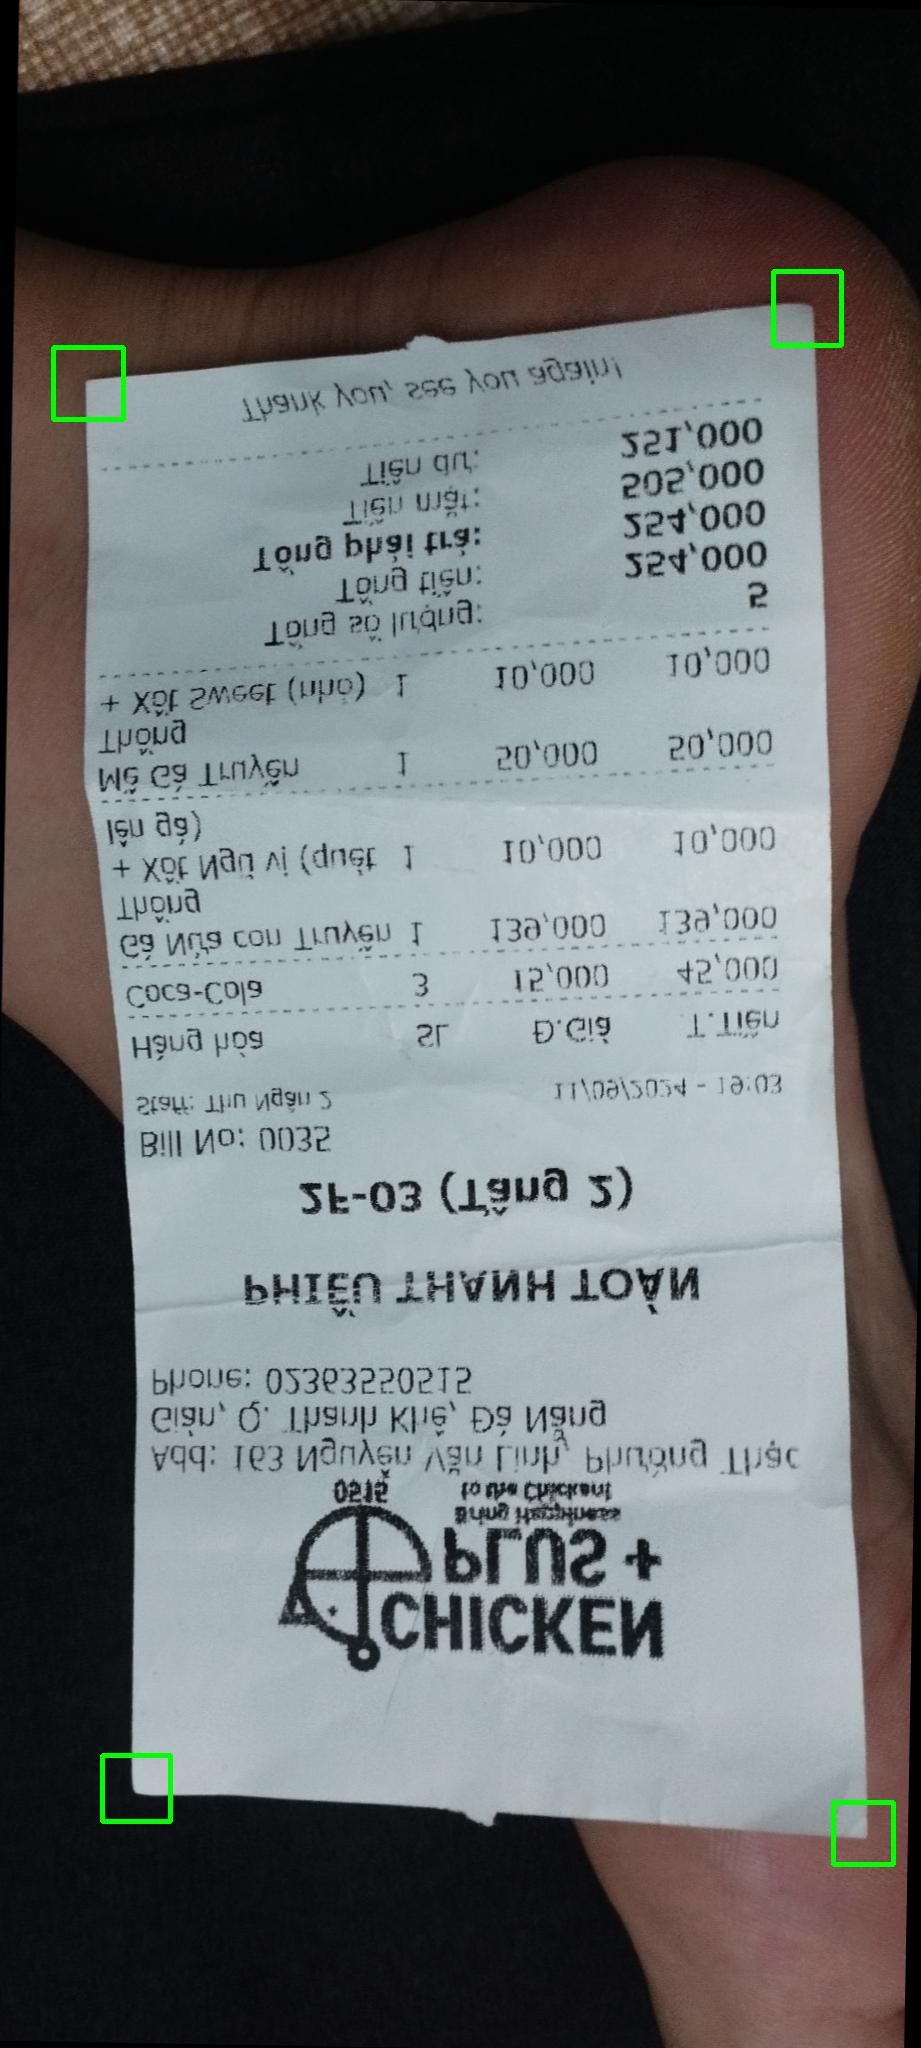 CHICKEN
PLUS +
Bring Happiness
to the Chickent
0515
Add: 163 Nguyễn Văn Linh, Phường Thạc
Gián, Q. Thanh Khê, Đà Nẵng
Phone: 02363550515
PHIẾU THANH TOÁN
2F-03 (Tầng 2)
Bill No: 0035
Staff: Thu Ngân 2 11/09/2024 - 19:03
Hàng hóa SL Đ.Giá T.Tiền
Coca-Cola 3 15,000 45,000
Gà Nửa con Truyền 1 139,000 139,000
Thống
+ Xốt Ngũ vị (quét 1 10,000 10,000
lên gà)
Mề Gà Truyền 1 50,000 50,000
Thống
+ Xốt Sweet (nhỏ) 1 10,000 10,000
Tổng số lượng: 5
Tổng tiền: 254,000
Tổng phải trả: 254,000
Tiền mặt: 505,000
Tiền dư: 251,000
Thank you, see you again!